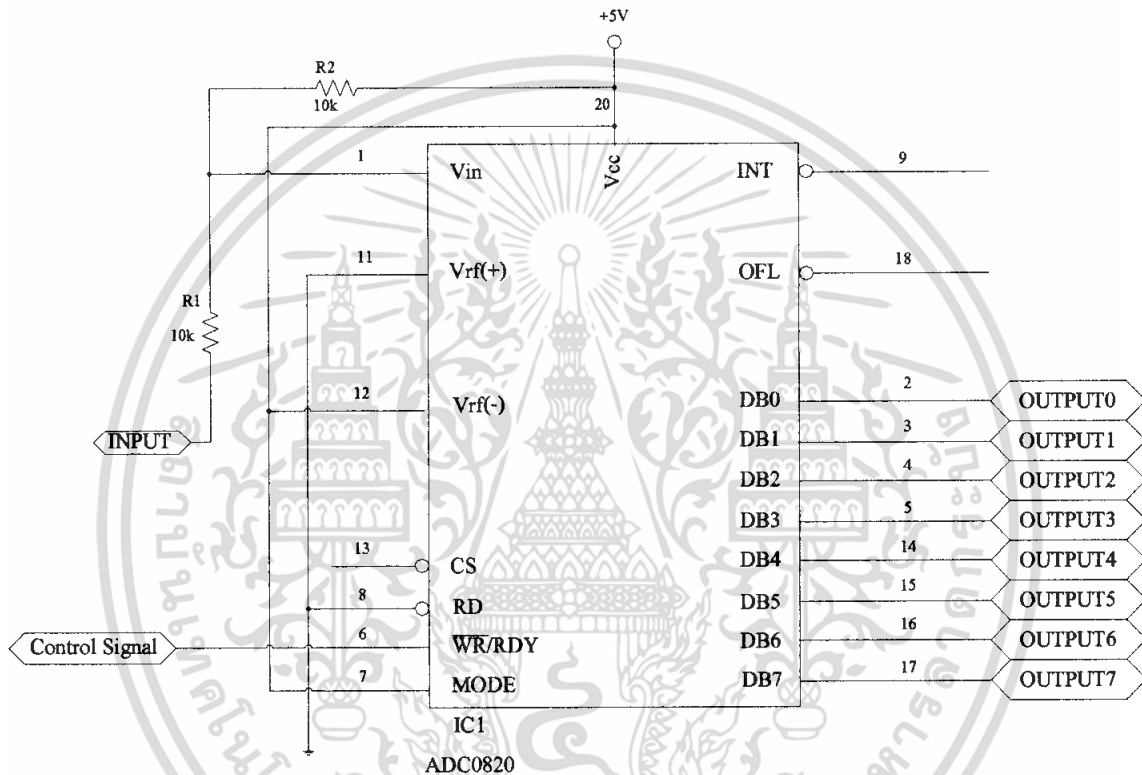 +5V
R2
10k
20
1
Vin
Vcc
INT
9
11
Vrf(+)
OFL
18
R1
10k
12
Vrf(-)
INPUT
DB0
2
OUTPUT0
DB1
3
OUTPUT1
DB2
4
OUTPUT2
DB3
5
OUTPUT3
13
CS
DB4
14
OUTPUT4
8
RD
DB5
15
OUTPUT5
Control Signal
6
WR/RDY
DB6
16
OUTPUT6
7
MODE
DB7
17
OUTPUT7
IC1
ADC0820